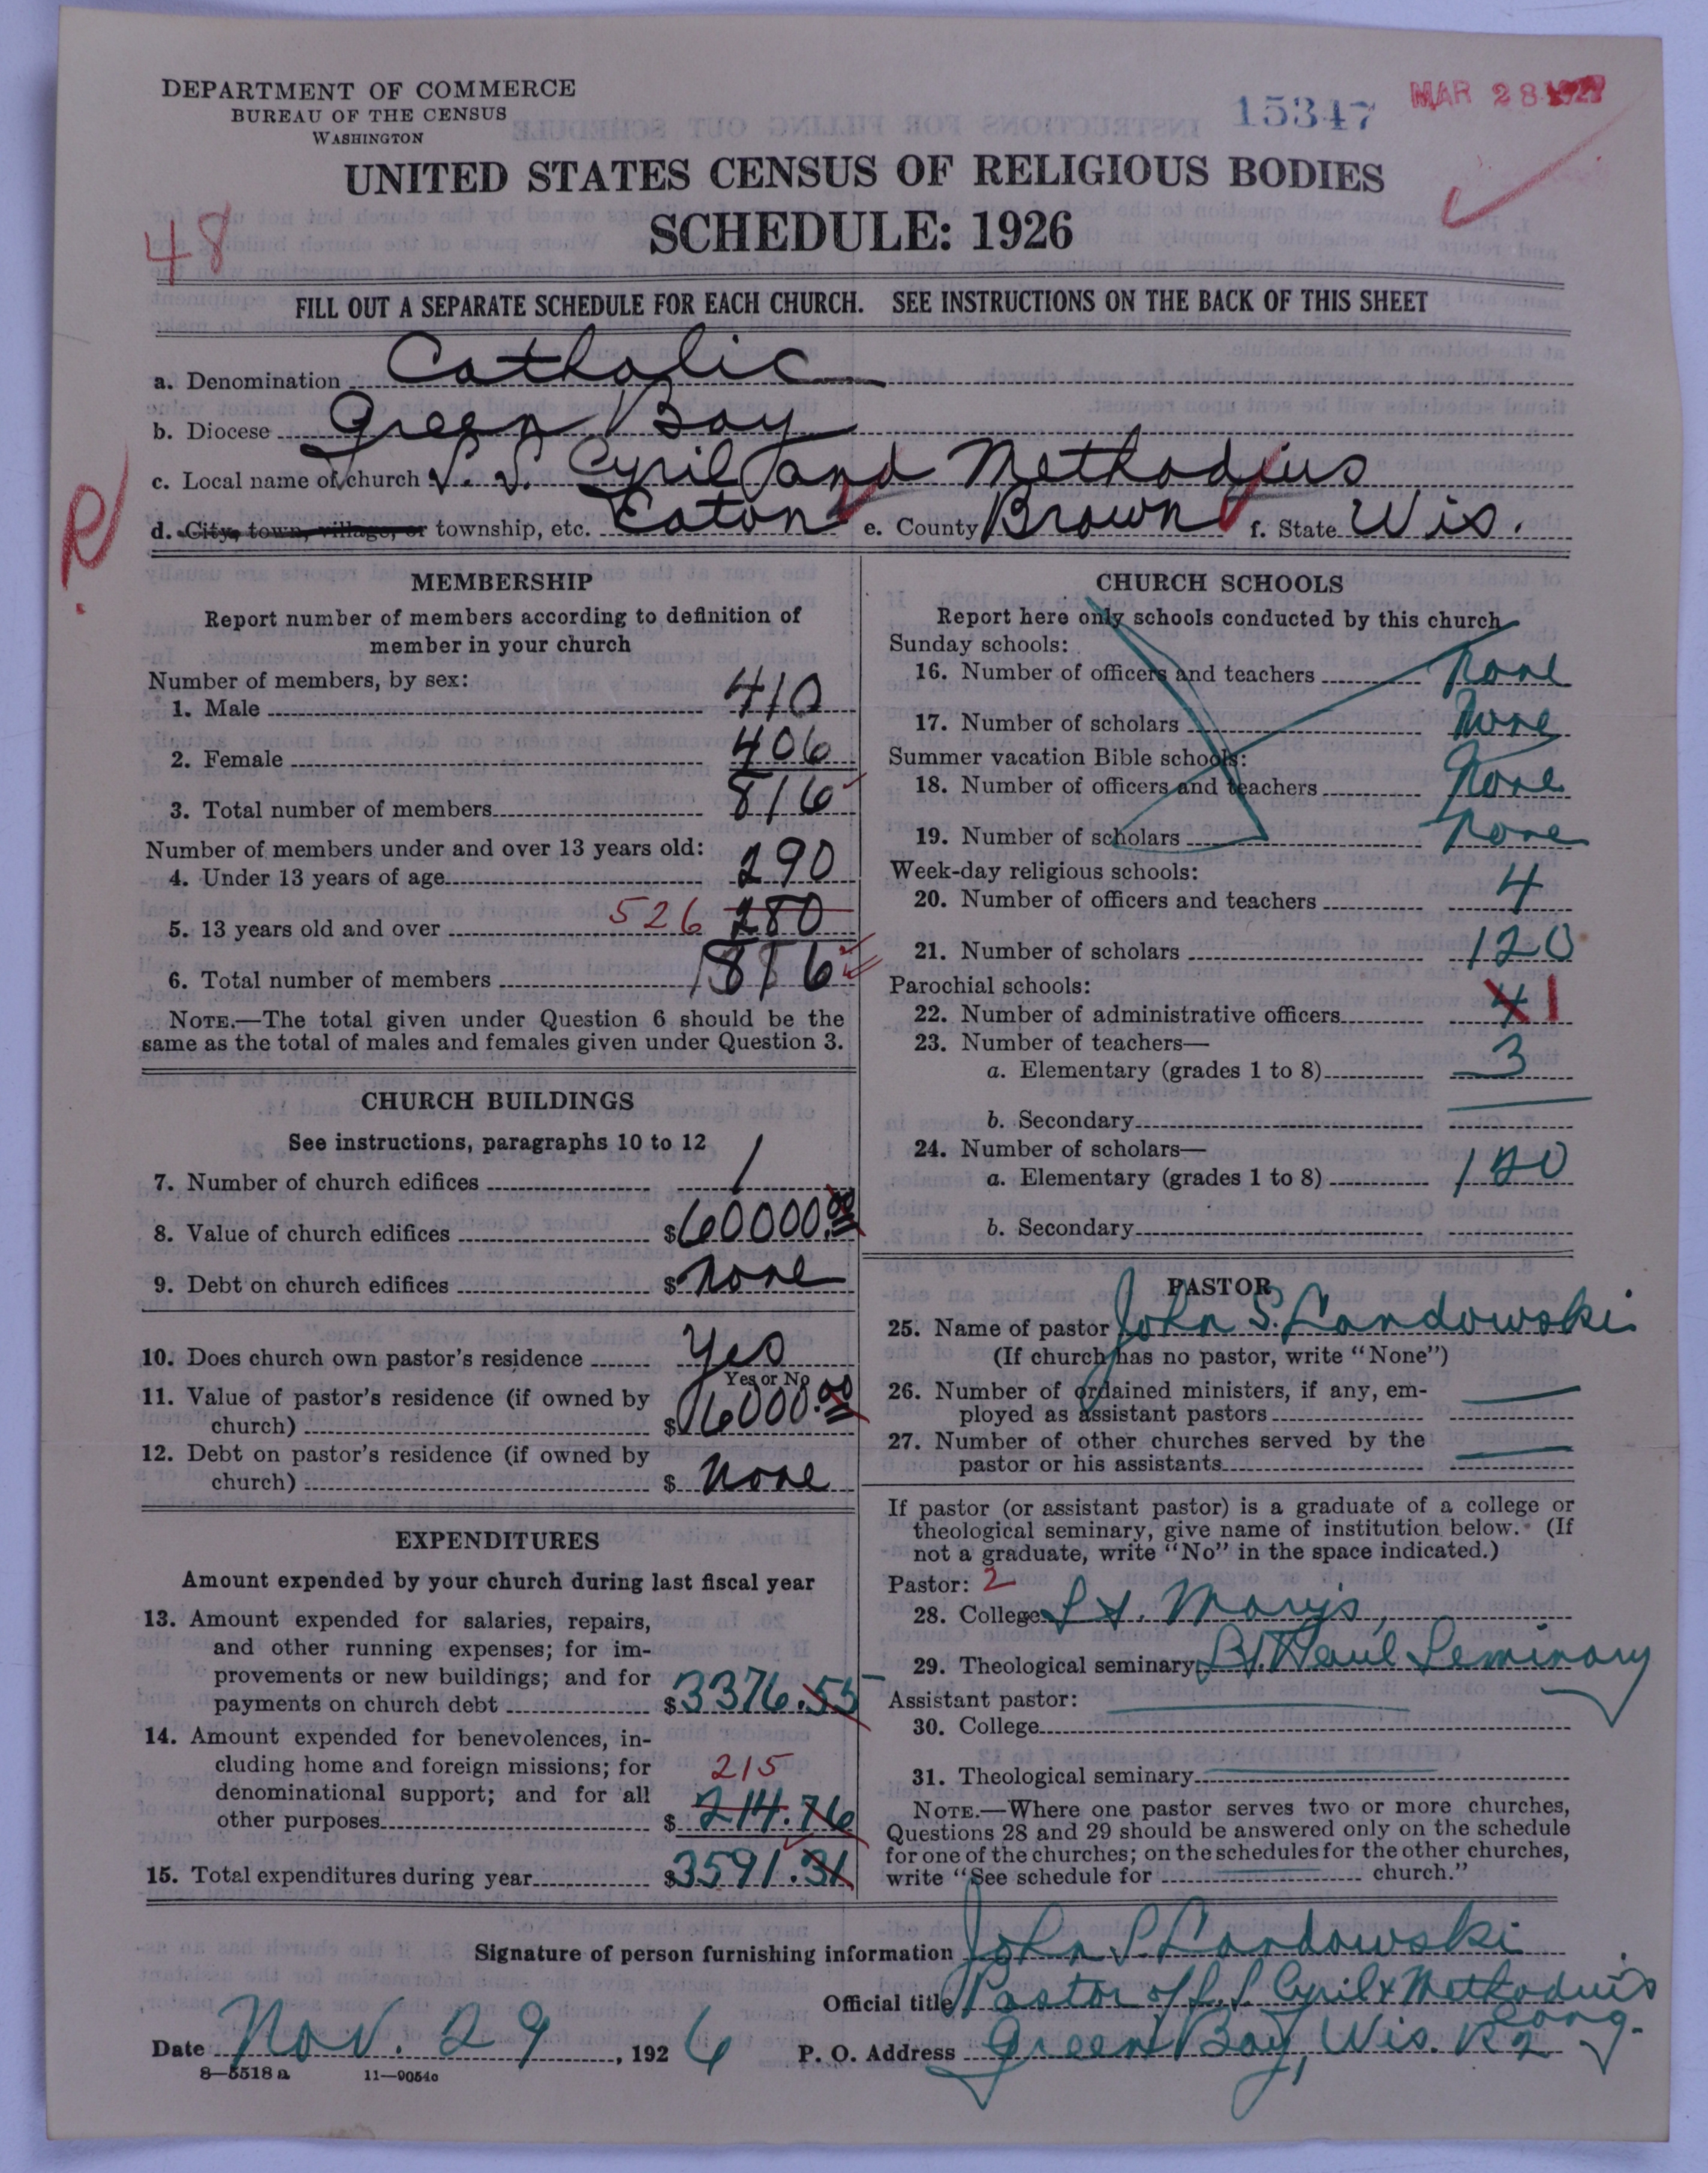 DEPARTMENT OF COMMERCE
BUREAU OF THE CENSUS
WASHINGTON
15347
MAR 28 1927
UNITED STATES CENSUS OF RELIGIOUS BODIES
SCHEDULE: 1926
48
FILL OUT A SEPARATE SCHEDULE FOR EACH CHURCH. SEE INSTRUCTIONS ON THE BACK OF THIS SHEET
a. Denomination Catholic
b. Diocese Green Bay
c. Local name of church S. S. Cyril and Methodius
R
d. City, town, village, or township, etc. Eaton e. County Brown f. State Wis.
MEMBERSHIP
Report number of members according to definition of
member in your church
Number of members, by sex:
1. Male 410
2. Female 406
3. Total number of members 816
Number of members under and over 13 years old:
4. Under 13 years of age 290
5. 13 years old and over 526 280
6. Total number of members 816
NOTE.—The total given under Question 6 should be the
same as the total of males and females given under Question 3.
CHURCH BUILDINGS
See instructions, paragraphs 10 to 12
7. Number of church edifices 1
8. Value of church edifices $60000.00
9. Debt on church edifices $ none
10. Does church own pastor's residence yes
Yes or No
11. Value of pastor's residence (if owned by
church) $16000.00
12. Debt on pastor's residence (if owned by
church) $ none
EXPENDITURES
Amount expended by your church during last fiscal year
13. Amount expended for salaries, repairs,
and other running expenses; for im-
provements or new buildings; and for
payments on church debt $3376.55
14. Amount expended for benevolences, in-
cluding home and foreign missions; for
215
denominational support; and for all
other purposes $ 214.76
15. Total expenditures during year $3591.31
CHURCH SCHOOLS
Report here only schools conducted by this church
Sunday schools:
16. Number of officers and teachers none
17. Number of scholars none
Summer vacation Bible schools:
18. Number of officers and teachers none
19. Number of scholars none
Week-day religious schools:
20. Number of officers and teachers 4
21. Number of scholars 120
Parochial schools:
22. Number of administrative officers 4 1
23. Number of teachers—
a. Elementary (grades 1 to 8) 3
b. Secondary
24. Number of scholars—
a. Elementary (grades 1 to 8) 120
b. Secondary
PASTOR
25. Name of pastor John S. Landowski
(If church has no pastor, write "None")
26. Number of ordained ministers, if any, em-
ployed as assistant pastors
27. Number of other churches served by the
pastor or his assistants
If pastor (or assistant pastor) is a graduate of a college or
theological seminary, give name of institution below. (If
not a graduate, write "No" in the space indicated.)
Pastor: 2
28. College St. Mary's
29. Theological seminary St. Paul Seminary
Assistant pastor:
30. College
31. Theological seminary
NOTE.—Where one pastor serves two or more churches,
Questions 28 and 29 should be answered only on the schedule
for one of the churches; on the schedules for the other churches,
write "See schedule for church."
Signature of person furnishing information John S. Landowski
Official title Pastor of S. S. Cyril & Methodius
Cong.
Date Nov. 29, 1926 P. O. Address Green Bay, Wis. R2
8—5518 a 11—9054c